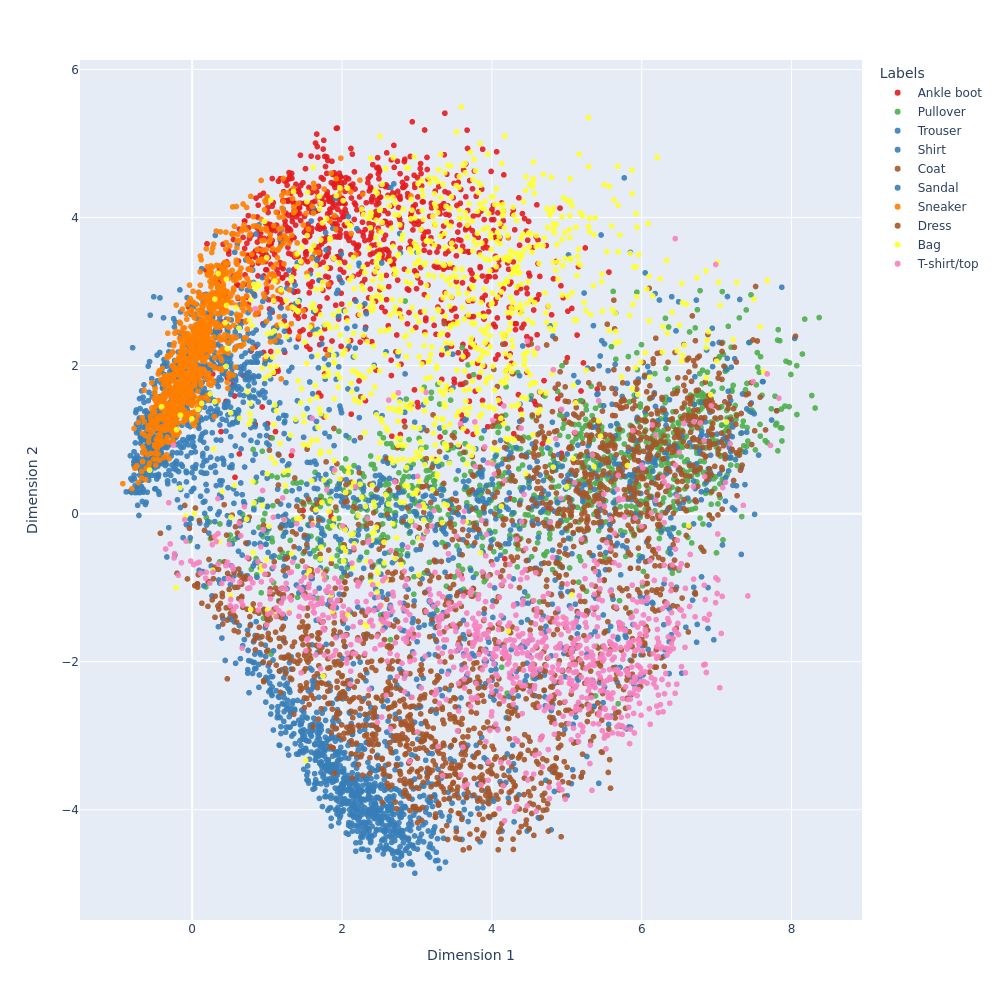 Labels
Ankle boot
Pullover
Trouser
Shirt
Coat
Sandal
Sneaker
Dress
Bag
T-shirt/top
6
4
2
0
−2
−4
0 2 4 6 8
Dimension 1
Dimension 2